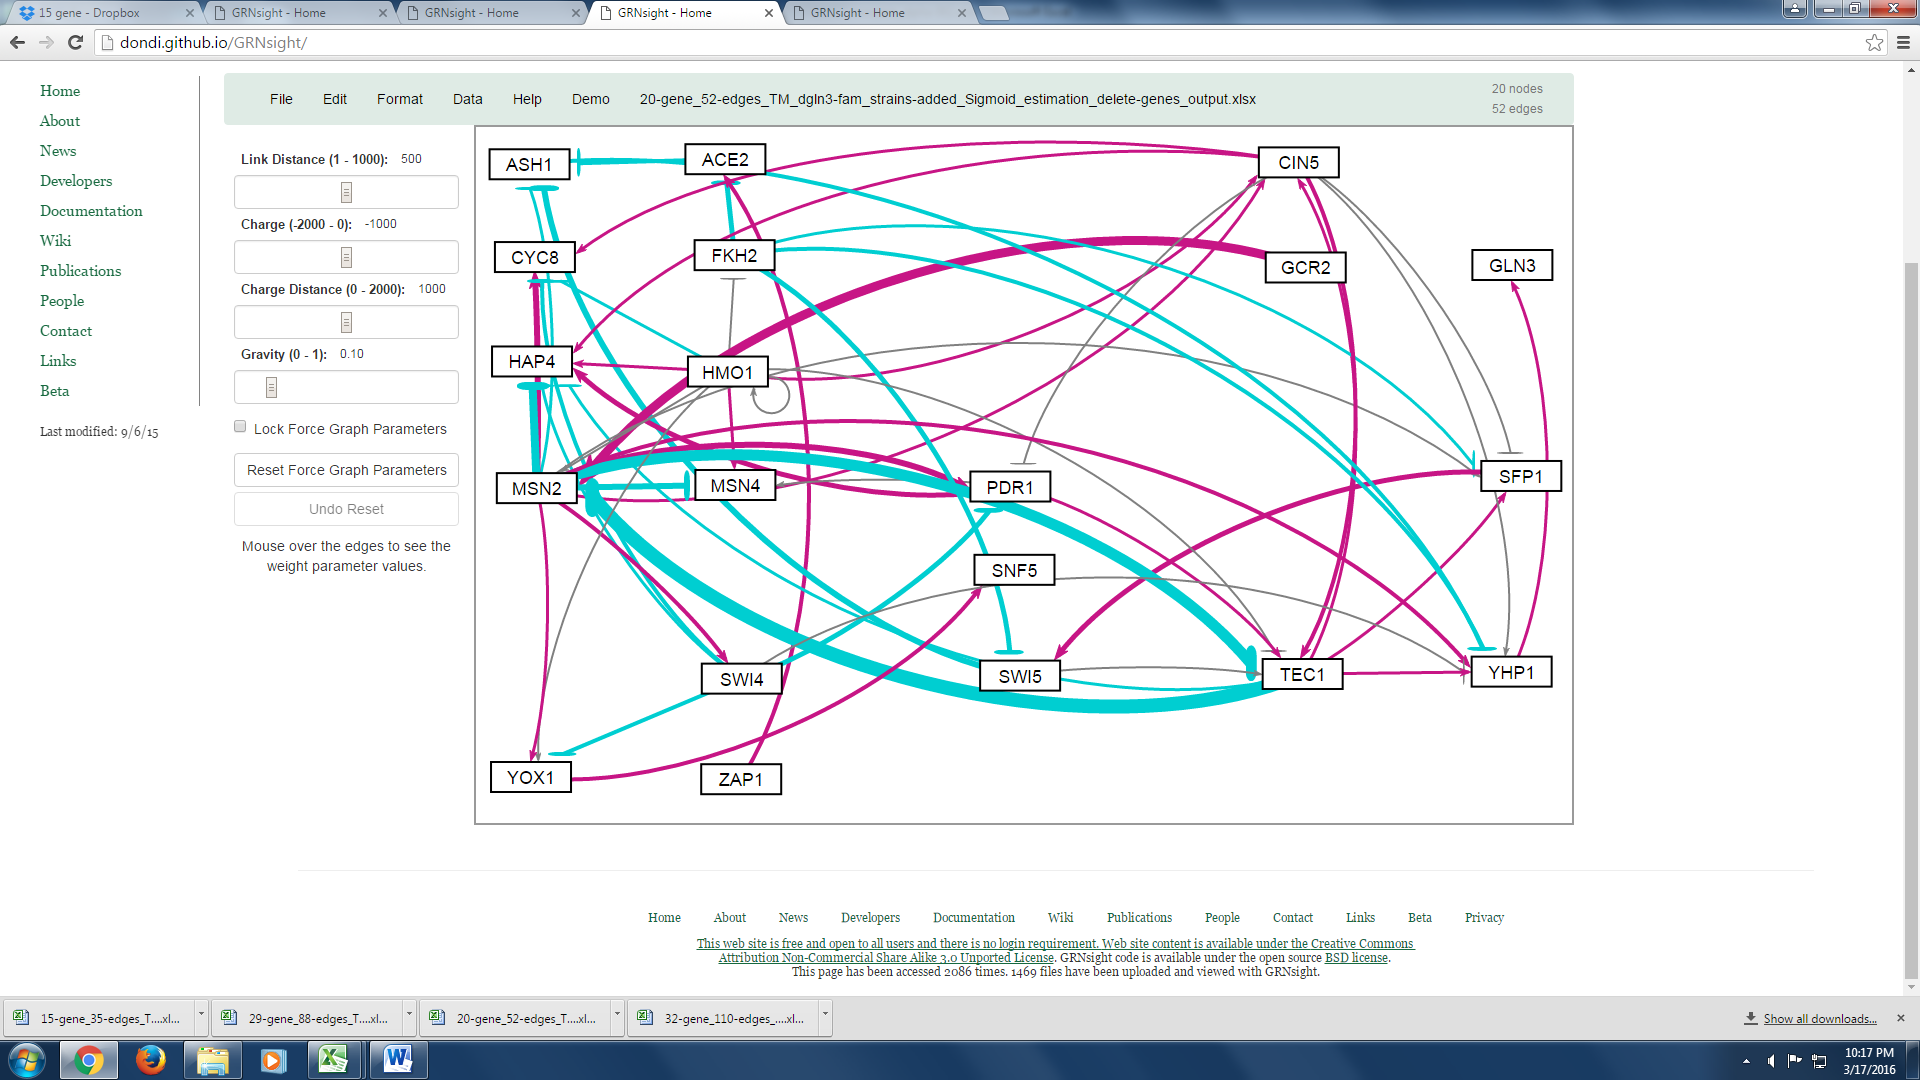 15 gene - Dropbox
GRNsight - Home
GRNsight - Home
GRNsight - Home
GRNsight - Home
dondi.github.io/GRNsight/
Home
About
News
Developers
Documentation
Wiki
Publications
People
Contact
Links
Beta
Last modified: 9/6/15
File Edit Format Data Help Demo 20-gene_52-edges_TM_dgln3-fam_strains-added_Sigmoid_estimation_delete-genes_output.xlsx
20 nodes
52 edges
Link Distance (1 - 1000): 500
Charge (-2000 - 0): -1000
Charge Distance (0 - 2000): 1000
Gravity (0 - 1): 0.10
Lock Force Graph Parameters
Reset Force Graph Parameters
Undo Reset
Mouse over the edges to see the
weight parameter values.
ASH1
ACE2
CIN5
CYC8
FKH2
GCR2
GLN3
HAP4
HMO1
MSN2
MSN4
PDR1
SFP1
SNF5
SWI4
SWI5
TEC1
YHP1
YOX1
ZAP1
Home About News Developers Documentation Wiki Publications People Contact Links Beta Privacy
This web site is free and open to all users and there is no login requirement. Web site content is available under the Creative Commons
Attribution Non-Commercial Share Alike 3.0 Unported License. GRNsight code is available under the open source BSD license.
This page has been accessed 2086 times. 1469 files have been uploaded and viewed with GRNsight.
15-gene_35-edges_T....xl...
29-gene_88-edges_T....xl...
20-gene_52-edges_T....xl...
32-gene_110-edges_....xl...
Show all downloads...
10:17 PM
3/17/2016